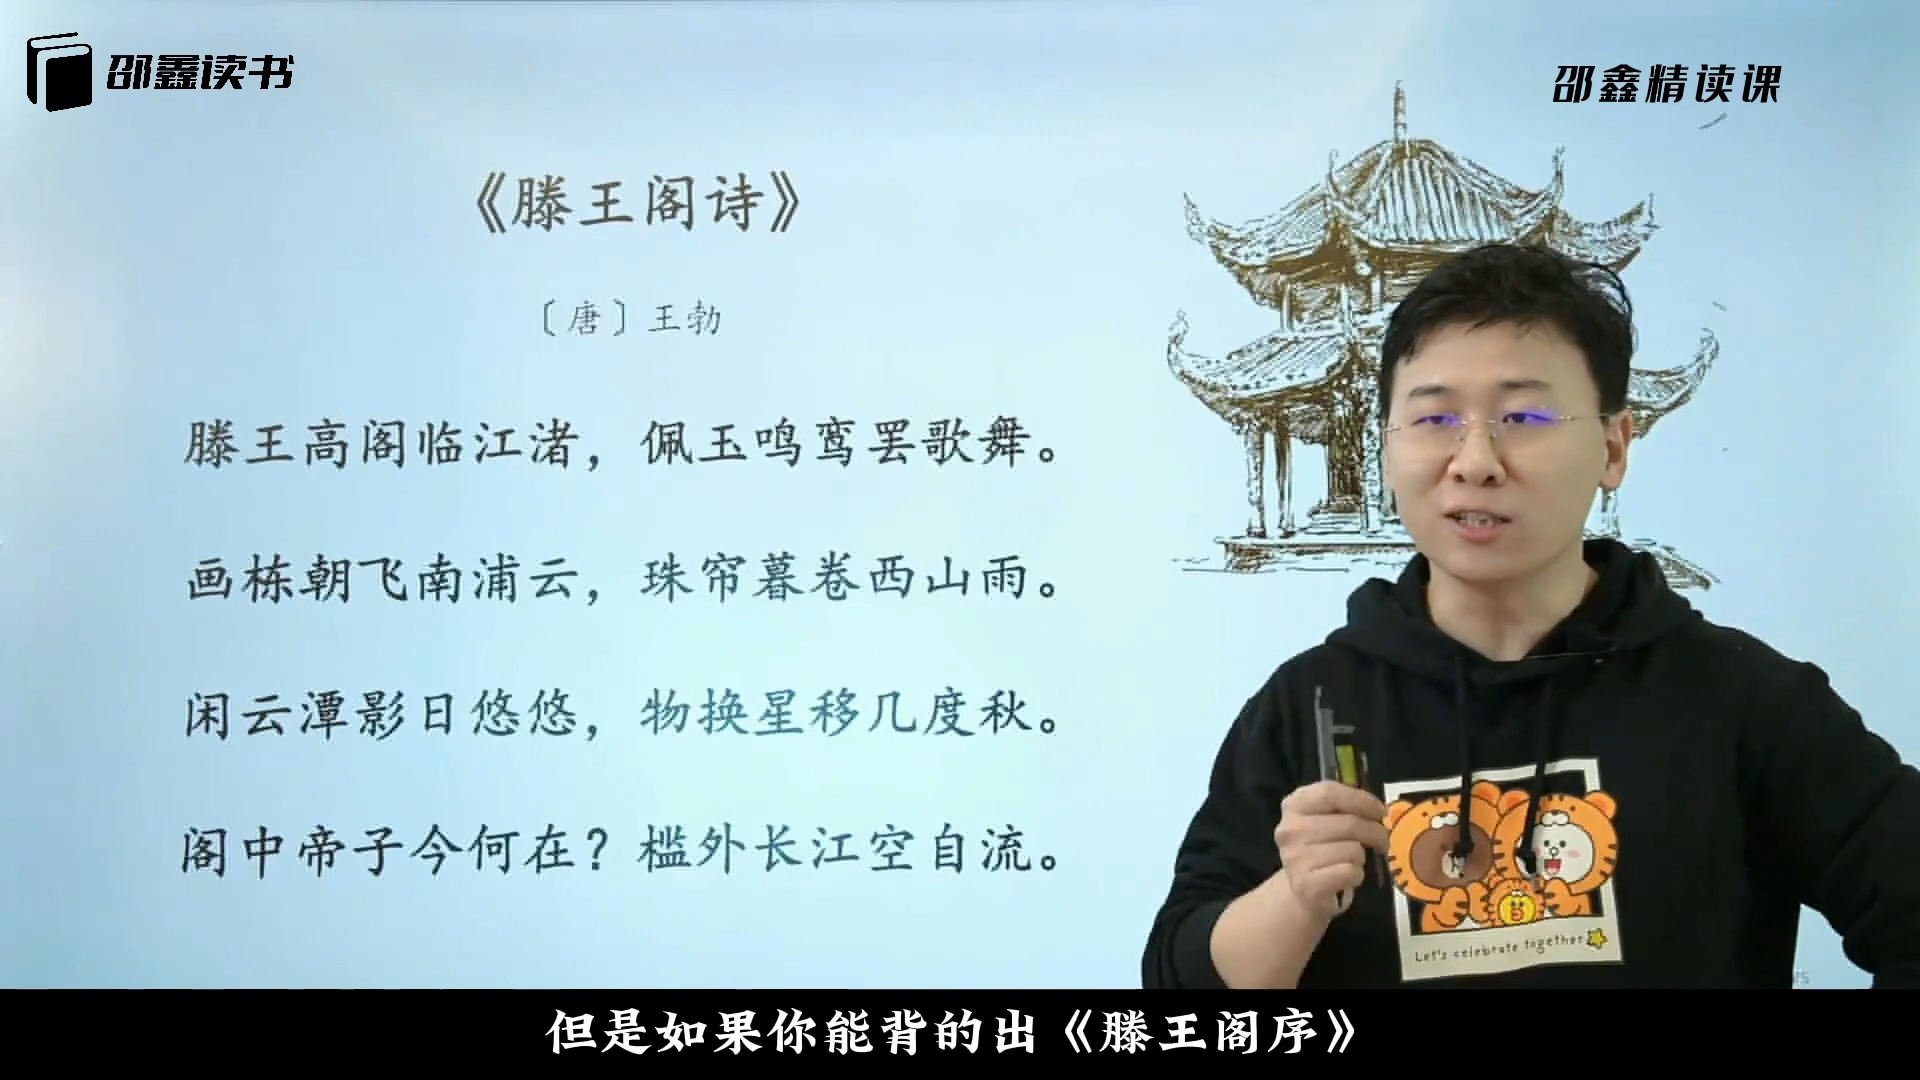 邵鑫读书
邵鑫精读课
《滕王阁诗》
〔唐〕王勃
滕王高阁临江渚，佩玉鸣鸾罢歌舞。
画栋朝飞南浦云，珠帘暮卷西山雨。
闲云潭影日悠悠，物换星移几度秋。
阁中帝子今何在？槛外长江空自流。
Let's celebrate together
但是如果你能背的出《滕王阁序》